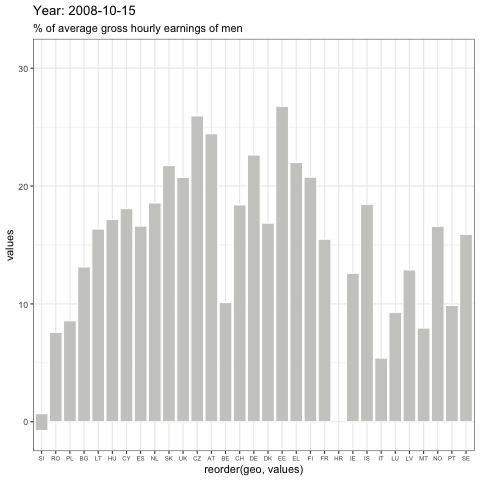 Year: 2008-10-15
% of average gross hourly earnings of men
30
20
10
0
values
SI RO PL BG LT HU CY ES NL SK UK CZ AT BE CH DE DK EE EL FI FR HR IE IS IT LU LV MT NO PT SE
reorder(geo, values)